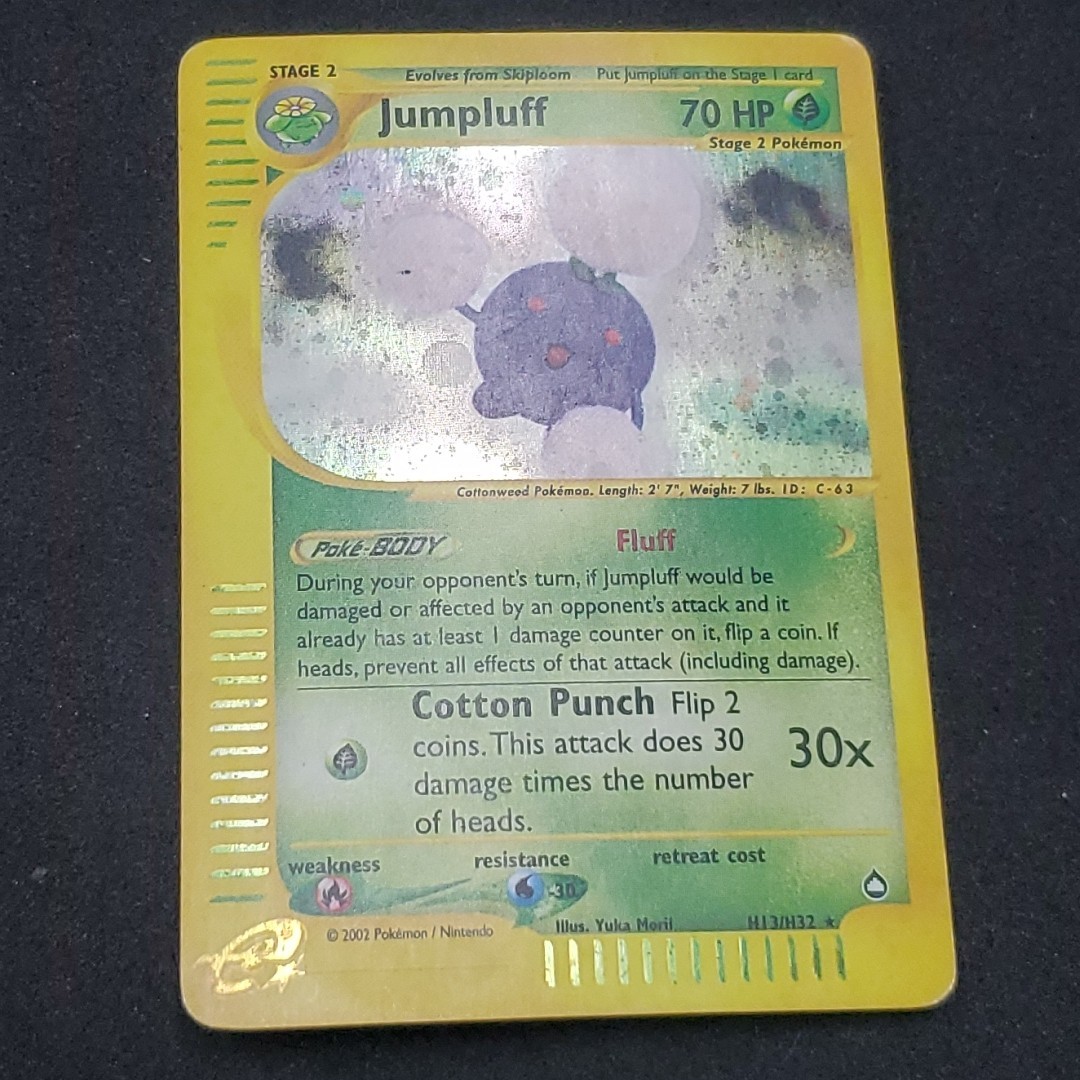 STAGE 2 Evolves from Skiploom Put Jumpluff on the Stage 1 card
Jumpluff 70 HP
Stage 2 Pokémon
Cottonweed Pokémon. Length: 2' 7", Weight: 7 lbs. ID: C-63
Poké-BODY Fluff
During your opponent's turn, if Jumpluff would be
damaged or affected by an opponent's attack and it
already has at least 1 damage counter on it, flip a coin. If
heads, prevent all effects of that attack (including damage).
Cotton Punch Flip 2
coins. This attack does 30
damage times the number
of heads.
30x
weakness resistance retreat cost
-30
© 2002 Pokémon / Nintendo Illus. Yuka Morii H13/H32 ★
e